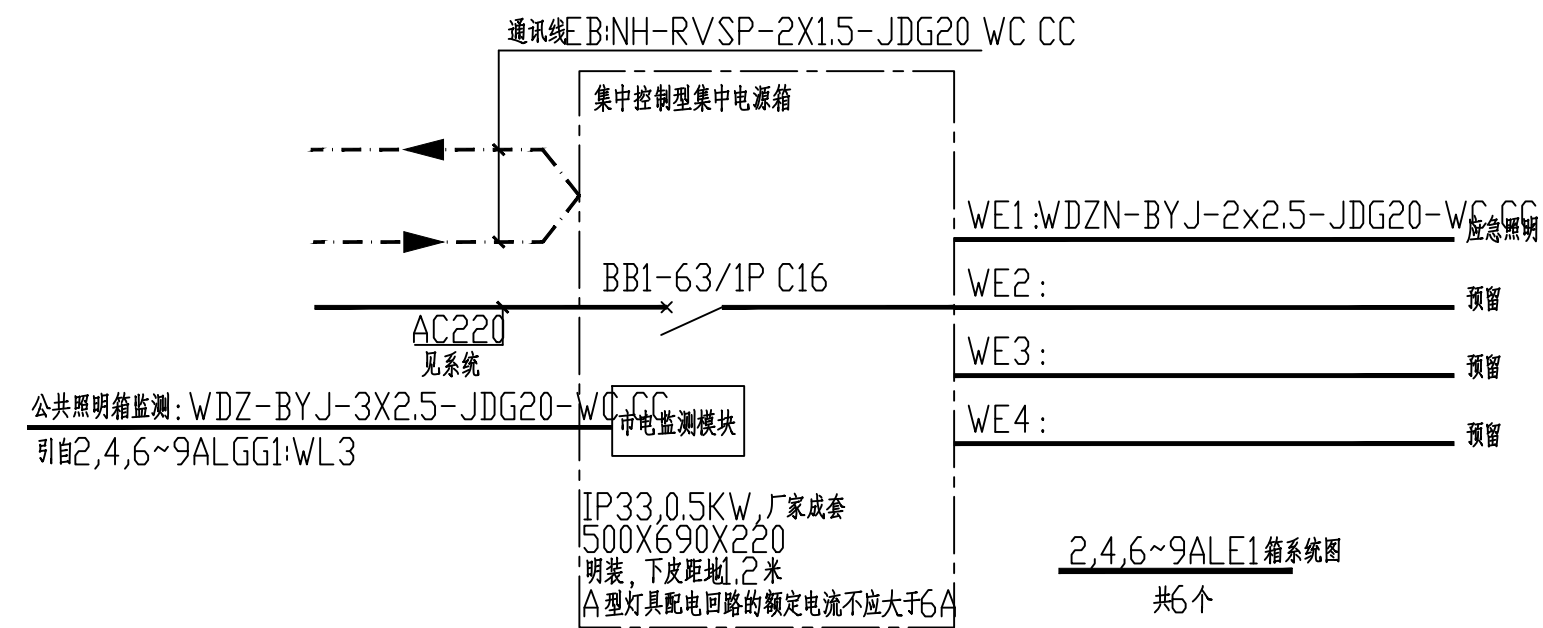 通讯线EB:NH-RVSP-2X1.5-JDG20 WC CC
集中控制型集中电源箱
WE1:WDZN-BYJ-2x2.5-JDG20-WC CC
应急照明
BB1-63/1P C16
WE2:
预留
AC220
见系统
WE3:
预留
公共照明箱监测:WDZ-BYJ-3X2.5-JDG20-WC CC
市电监测模块
WE4:
预留
引自2,4,6~9ALGG1:WL3
IP33,0.5KW,厂家成套
500X690X220
明装,下皮距地1.2米
A型灯具配电回路的额定电流不应大于6A
2,4,6~9ALE1箱系统图
共6个